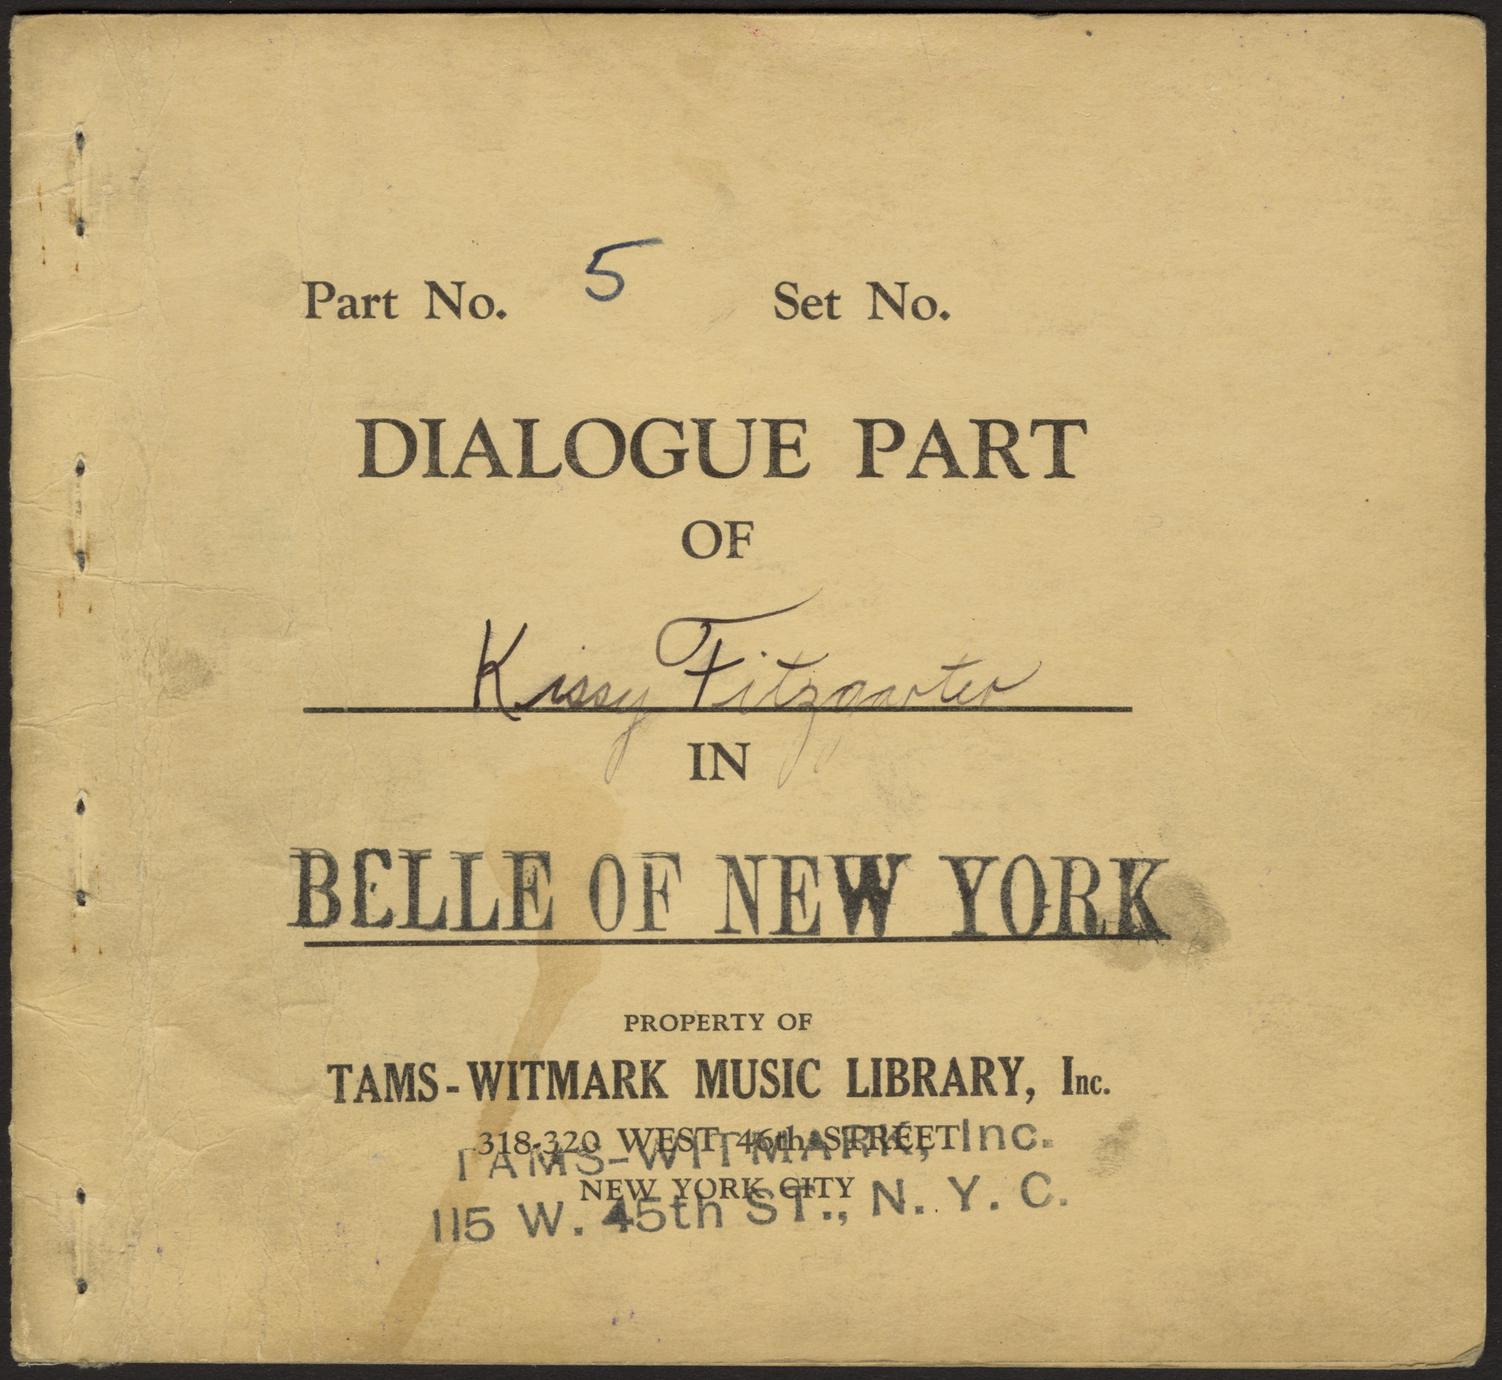 Part No. 5 Set No.
DIALOGUE PART
OF
Kissy Fitzgarter
IN
BELLE OF NEW YORK
PROPERTY OF
TAMS-WITMARK MUSIC LIBRARY, Inc.
318-320 WEST 46th STREET
TAMS-WITMARK, Inc.
NEW YORK CITY
115 W. 45th ST., N. Y. C.